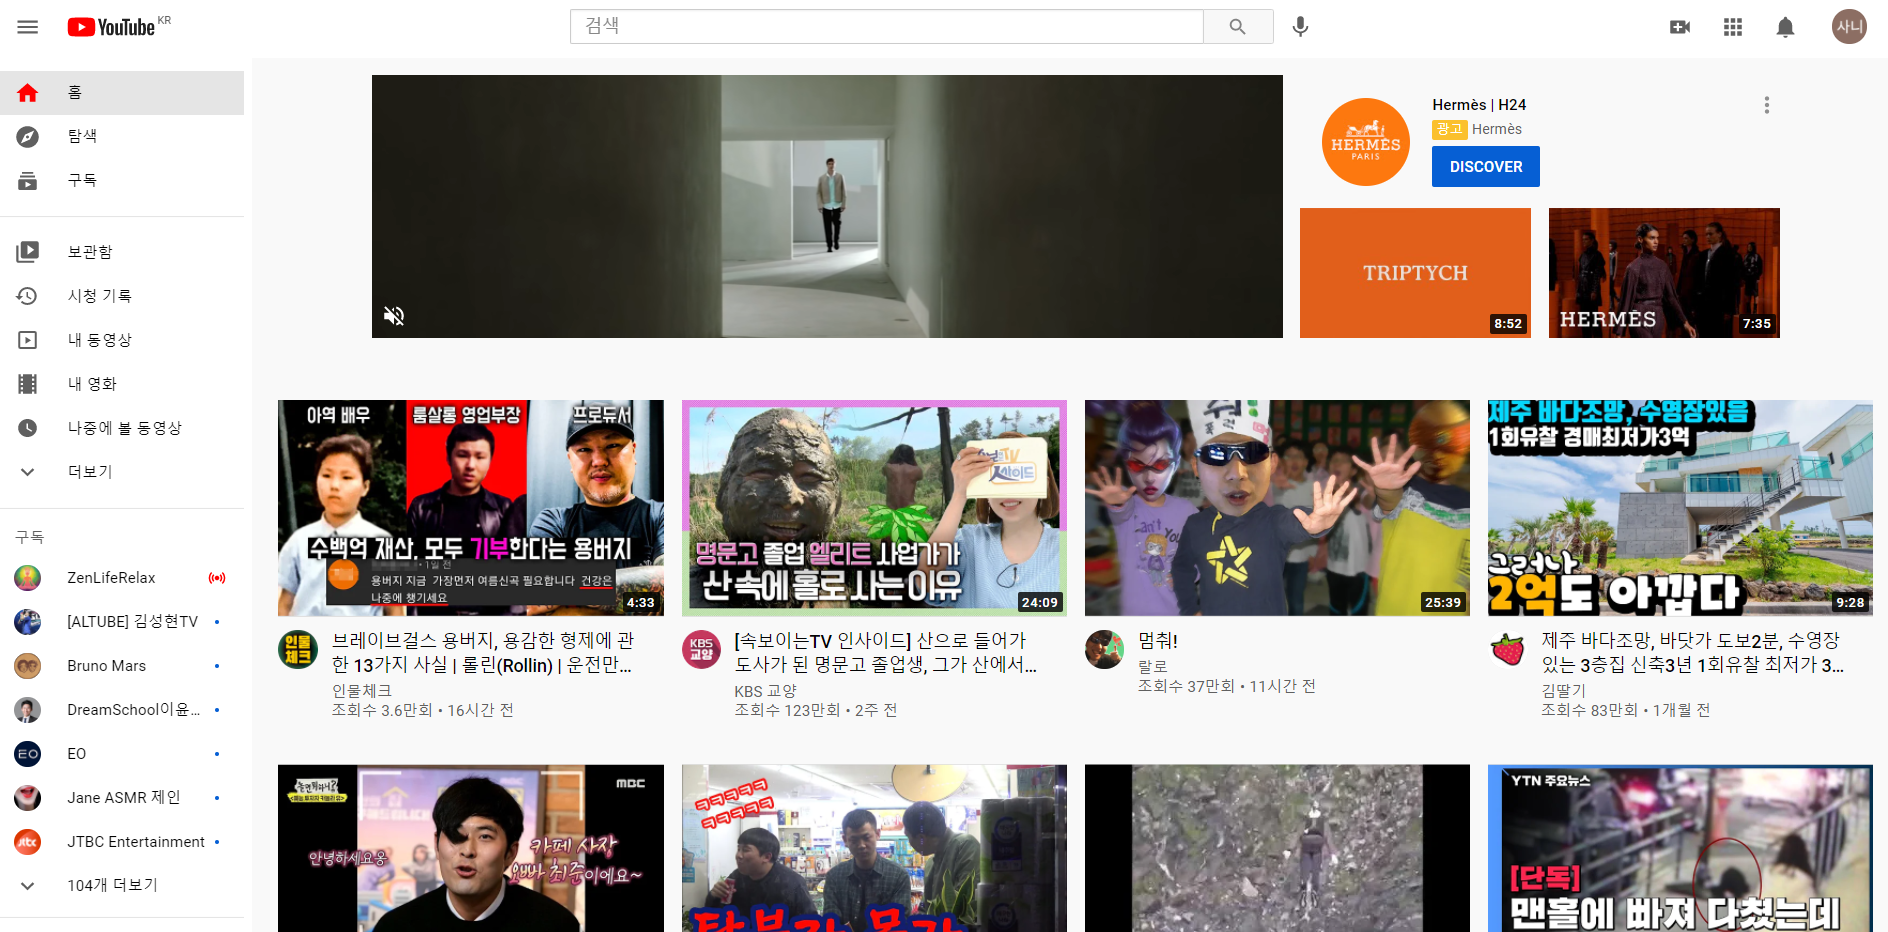 YouTube KR
검색
사니
홈
탐색
구독
보관함
시청 기록
내 동영상
내 영화
나중에 볼 동영상
더보기
구독
ZenLifeRelax
[ALTUBE] 김성현TV
Bruno Mars
DreamSchool이윤...
EO
EO
Jane ASMR 제인
jtbc
JTBC Entertainment
104개 더보기
HERMÈS
PARIS
Hermès | H24
광고 Hermès
DISCOVER
TRIPTYCH
8:52
HERMÈS
7:35
아역 배우 룸살롱 영업부장 프로듀서
수백억 재산, 모두 기부한다는 용버지
• 1일 전
용버지 지금 가장먼저 여름신곡 필요합니다 건강은
나중에 챙기세요
4:33
인물
체크
브레이브걸스 용버지, 용감한 형제에 관
한 13가지 사실 | 롤린(Rollin) | 운전만...
인물체크
조회수 3.6만회 • 16시간 전
명문고 졸업 엘리트 사업가가
산 속에 홀로 사는 이유
24:09
KBS
교양
[속보이는TV 인사이드] 산으로 들어가
도사가 된 명문고 졸업생, 그가 산에서...
KBS 교양
조회수 123만회 • 2주 전
25:39
멈춰!
랄로
조회수 37만회 • 11시간 전
제주 바다조망, 수영장있음
1회유찰 경매최저가3억
그러나
2억도 아깝다
9:28
제주 바다조망, 바닷가 도보2분, 수영장
있는 3층집 신축3년 1회유찰 최저가 3...
김딸기
조회수 83만회 • 1개월 전
MBC
안녕하세요옹
카페 사장
오빠 최준이에요~
ㅋㅋㅋㅋㅋ
ㅋㅋㅋㅋㅋ
YTN 주요뉴스
[단독]
맨홀에 빠져 다쳤는데